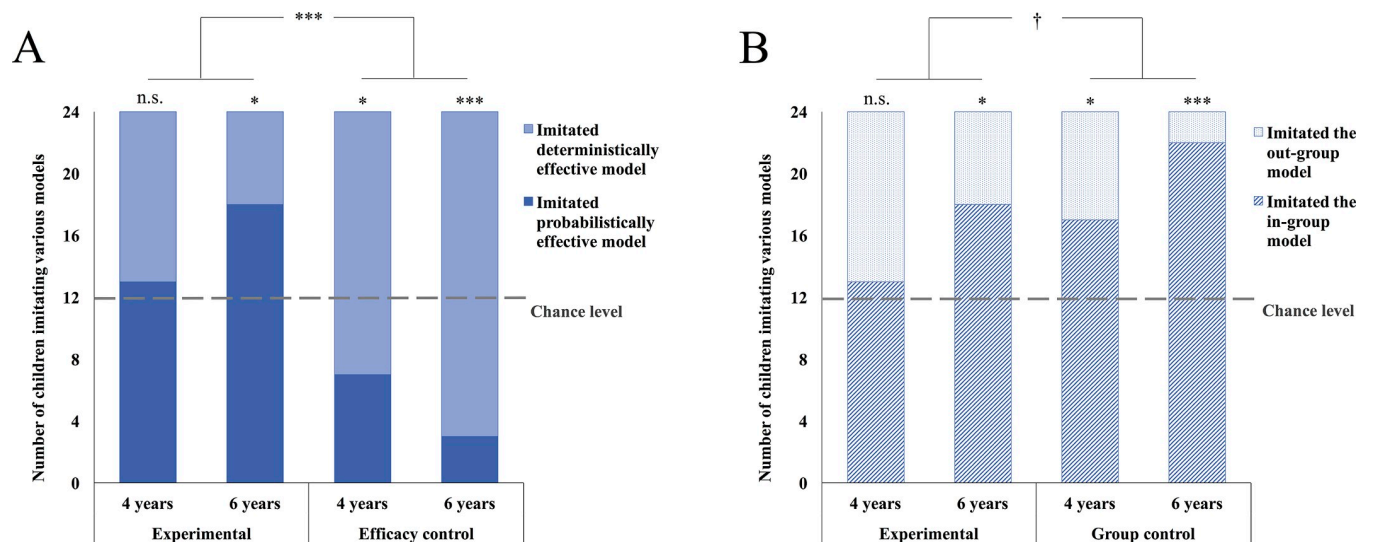 A
***
n.s.
*
*
***
Number of children imitating various models
24
20
16
12
8
4
0
Imitated
deterministically
effective model
Imitated
probabilistically
effective model
Chance level
4 years
6 years
4 years
6 years
Experimental
Efficacy control
B
†
n.s.
*
*
***
Number of children imitating various models
24
20
16
12
8
4
0
Imitated the
out-group
model
Imitated the
in-group
model
Chance level
4 years
6 years
4 years
6 years
Experimental
Group control